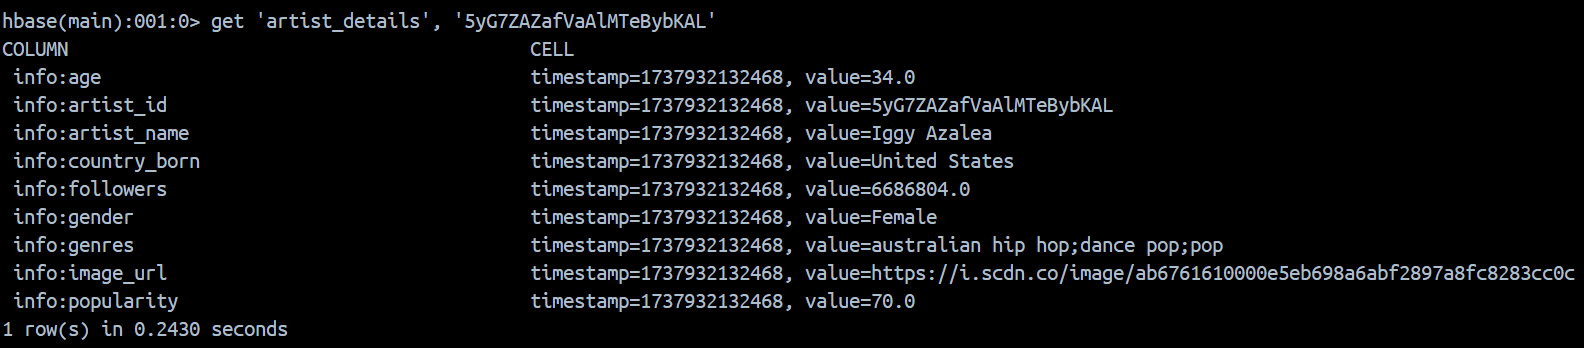 hbase(main):001:0> get 'artist_details', '5yG7ZAZafVaAlMTeBybKAL'
COLUMN CELL
info:age timestamp=1737932132468, value=34.0
info:artist_id timestamp=1737932132468, value=5yG7ZAZafVaAlMTeBybKAL
info:artist_name timestamp=1737932132468, value=Iggy Azalea
info:country_born timestamp=1737932132468, value=United States
info:followers timestamp=1737932132468, value=6686804.0
info:gender timestamp=1737932132468, value=Female
info:genres timestamp=1737932132468, value=australian hip hop;dance pop;pop
info:image_url timestamp=1737932132468, value=https://i.scdn.co/image/ab6761610000e5eb698a6abf2897a8fc8283cc0c
info:popularity timestamp=1737932132468, value=70.0
1 row(s) in 0.2430 seconds